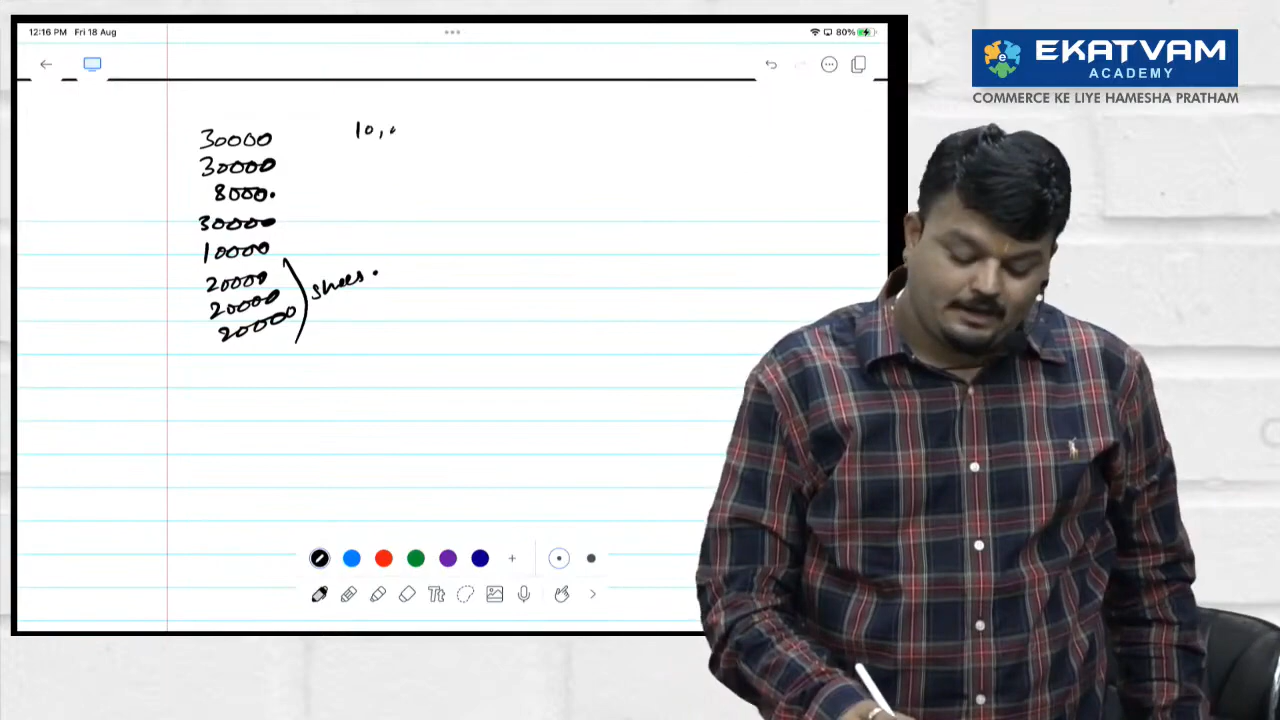 12:16 PM Fri 18 Aug
80%
EKATVAM
ACADEMY
COMMERCE KE LIYE HAMESHA PRATHAM
30000
10,
30000
8000.
30000
10000
20000
20000
20000
Tt